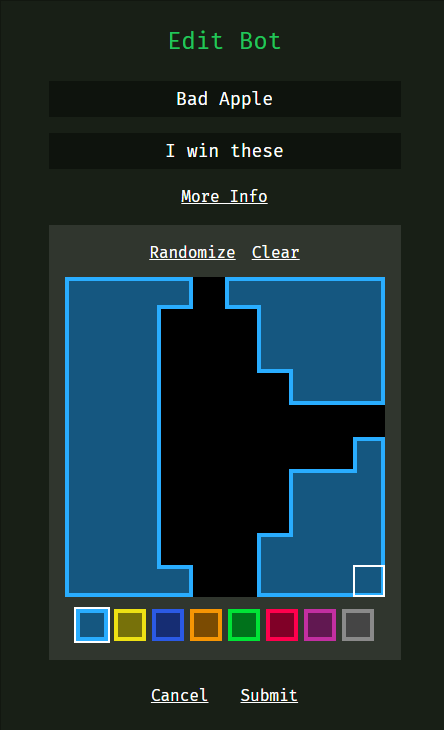 Edit Bot
Bad Apple
I win these
More Info
Randomize Clear
Cancel Submit